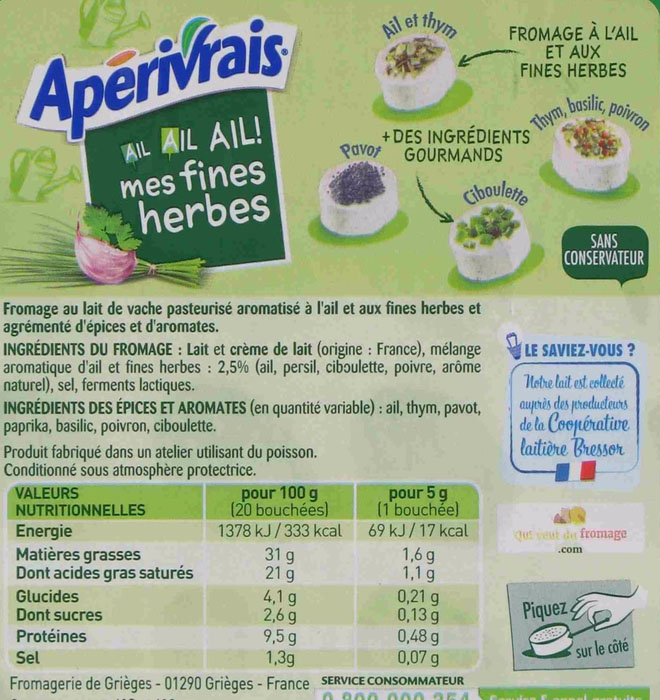 Apérivrais
AIL AIL AIL!
mes fines
herbes
Ail et thym
FROMAGE À L'AIL
ET AUX
FINES HERBES
+ DES INGRÉDIENTS
GOURMANDS
Thym, basilic, poivron
Pavot
Ciboulette
SANS
CONSERVATEUR
Fromage au lait de vache pasteurisé aromatisé à l'ail et aux fines herbes et
agrémenté d'épices et d'aromates.
INGRÉDIENTS DU FROMAGE : Lait et crème de lait (origine : France), mélange
aromatique d'ail et fines herbes : 2,5% (ail, persil, ciboulette, poivre, arôme
naturel), sel, ferments lactiques.
INGRÉDIENTS DES ÉPICES ET AROMATES (en quantité variable) : ail, thym, pavot,
paprika, basilic, poivron, ciboulette.
Produit fabriqué dans un atelier utilisant du poisson.
Conditionné sous atmosphère protectrice.
LE SAVIEZ-VOUS ?
Notre lait est collecté
auprès des producteurs
de la Coopérative
laitière Bressor
VALEURS NUTRITIONNELLES pour 100 g (20 bouchées) pour 5 g (1 bouchée)
Energie 1378 kJ / 333 kcal 69 kJ / 17 kcal
Matières grasses 31 g 1,6 g
Dont acides gras saturés 21 g 1,1 g
Glucides 4,1 g 0,21 g
Dont sucres 2,6 g 0,13 g
Protéines 9,5 g 0,48 g
Sel 1,3g 0,07 g
Qui veut du fromage
.com
Piquez
sur le côté
Fromagerie de Grièges - 01290 Grièges - France
SERVICE CONSOMMATEUR